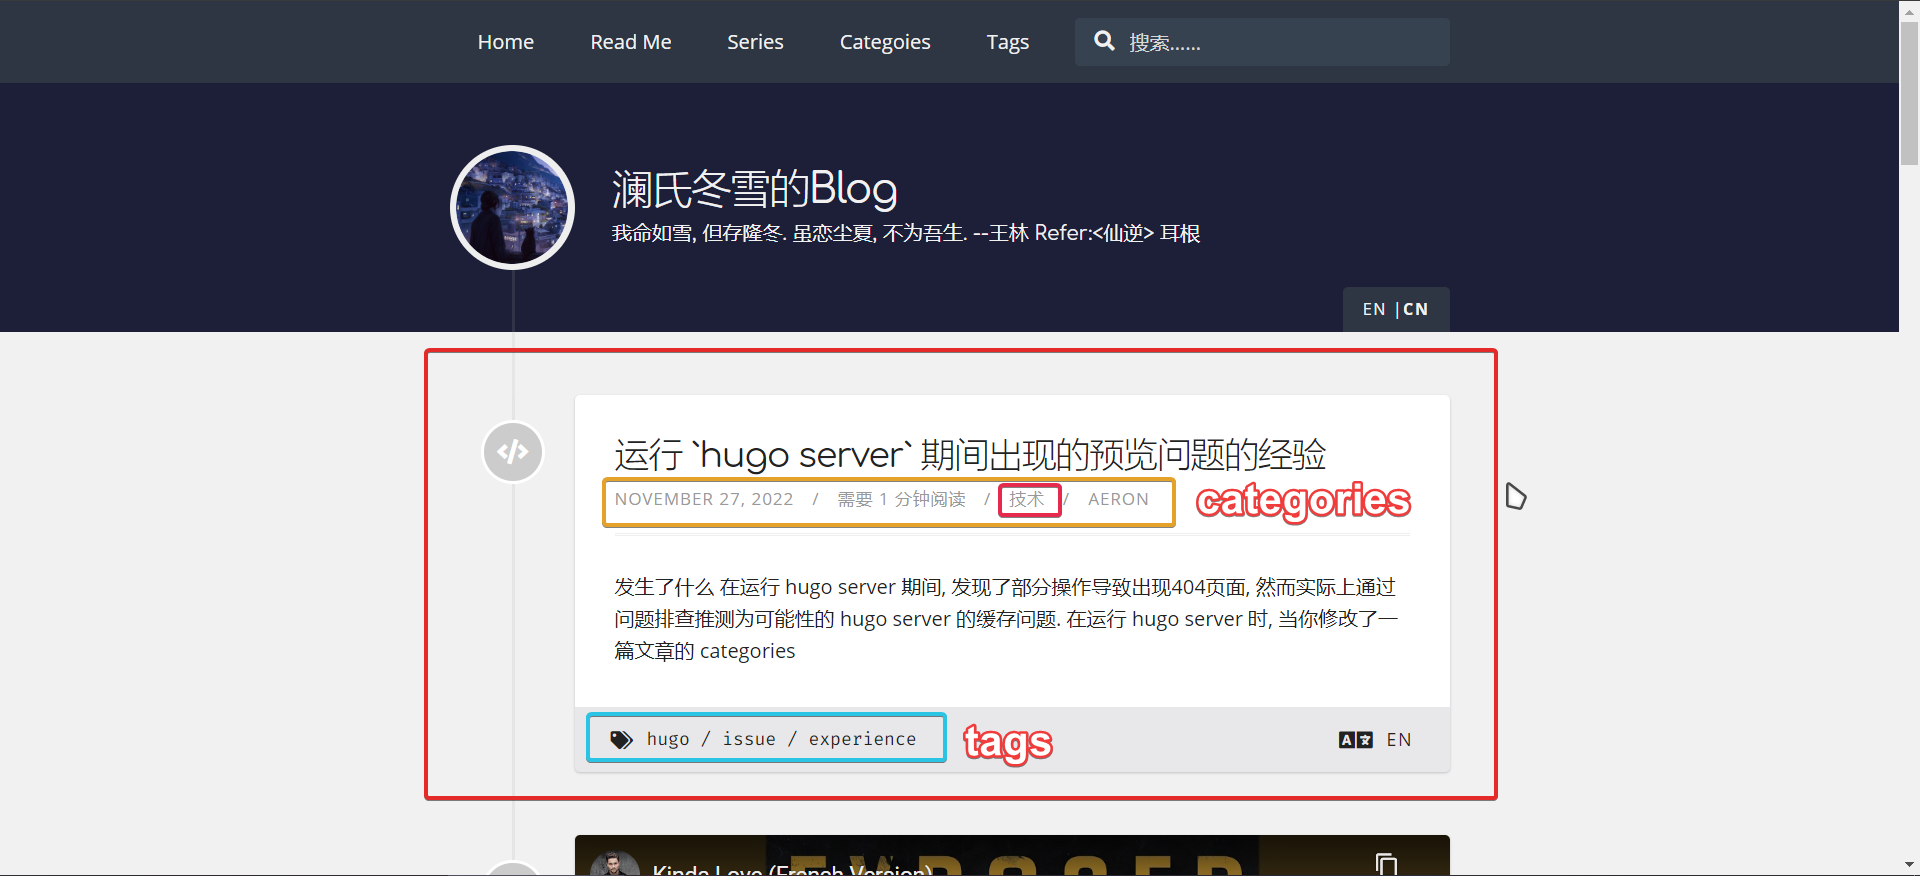 Home Read Me Series Categoies Tags 搜索......
澜氏冬雪的Blog
我命如雪, 但存隆冬. 虽恋尘夏, 不为吾生. --王林 Refer:<仙逆> 耳根
EN |CN
运行 `hugo server` 期间出现的预览问题的经验
NOVEMBER 27, 2022 / 需要 1 分钟阅读 / 技术 / AERON categories
发生了什么 在运行 hugo server 期间, 发现了部分操作导致出现404页面, 然而实际上通过
问题排查推测为可能性的 hugo server 的缓存问题. 在运行 hugo server 时, 当你修改了一
篇文章的 categories
hugo / issue / experience tags EN
Kinda Love (French Version)